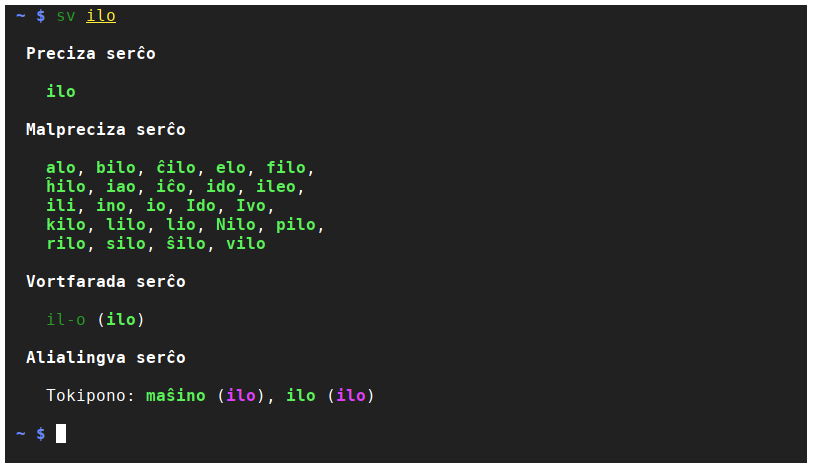 ~ $ sv ilo
Preciza serĉo
ilo
Malpreciza serĉo
alo, bilo, ĉilo, elo, filo,
ĥilo, iao, iĉo, ido, ileo,
ili, ino, io, Ido, Ivo,
kilo, lilo, lio, Nilo, pilo,
rilo, silo, ŝilo, vilo
Vortfarada serĉo
il-o (ilo)
Alialingva serĉo
Tokipono: maŝino (ilo), ilo (ilo)
~ $